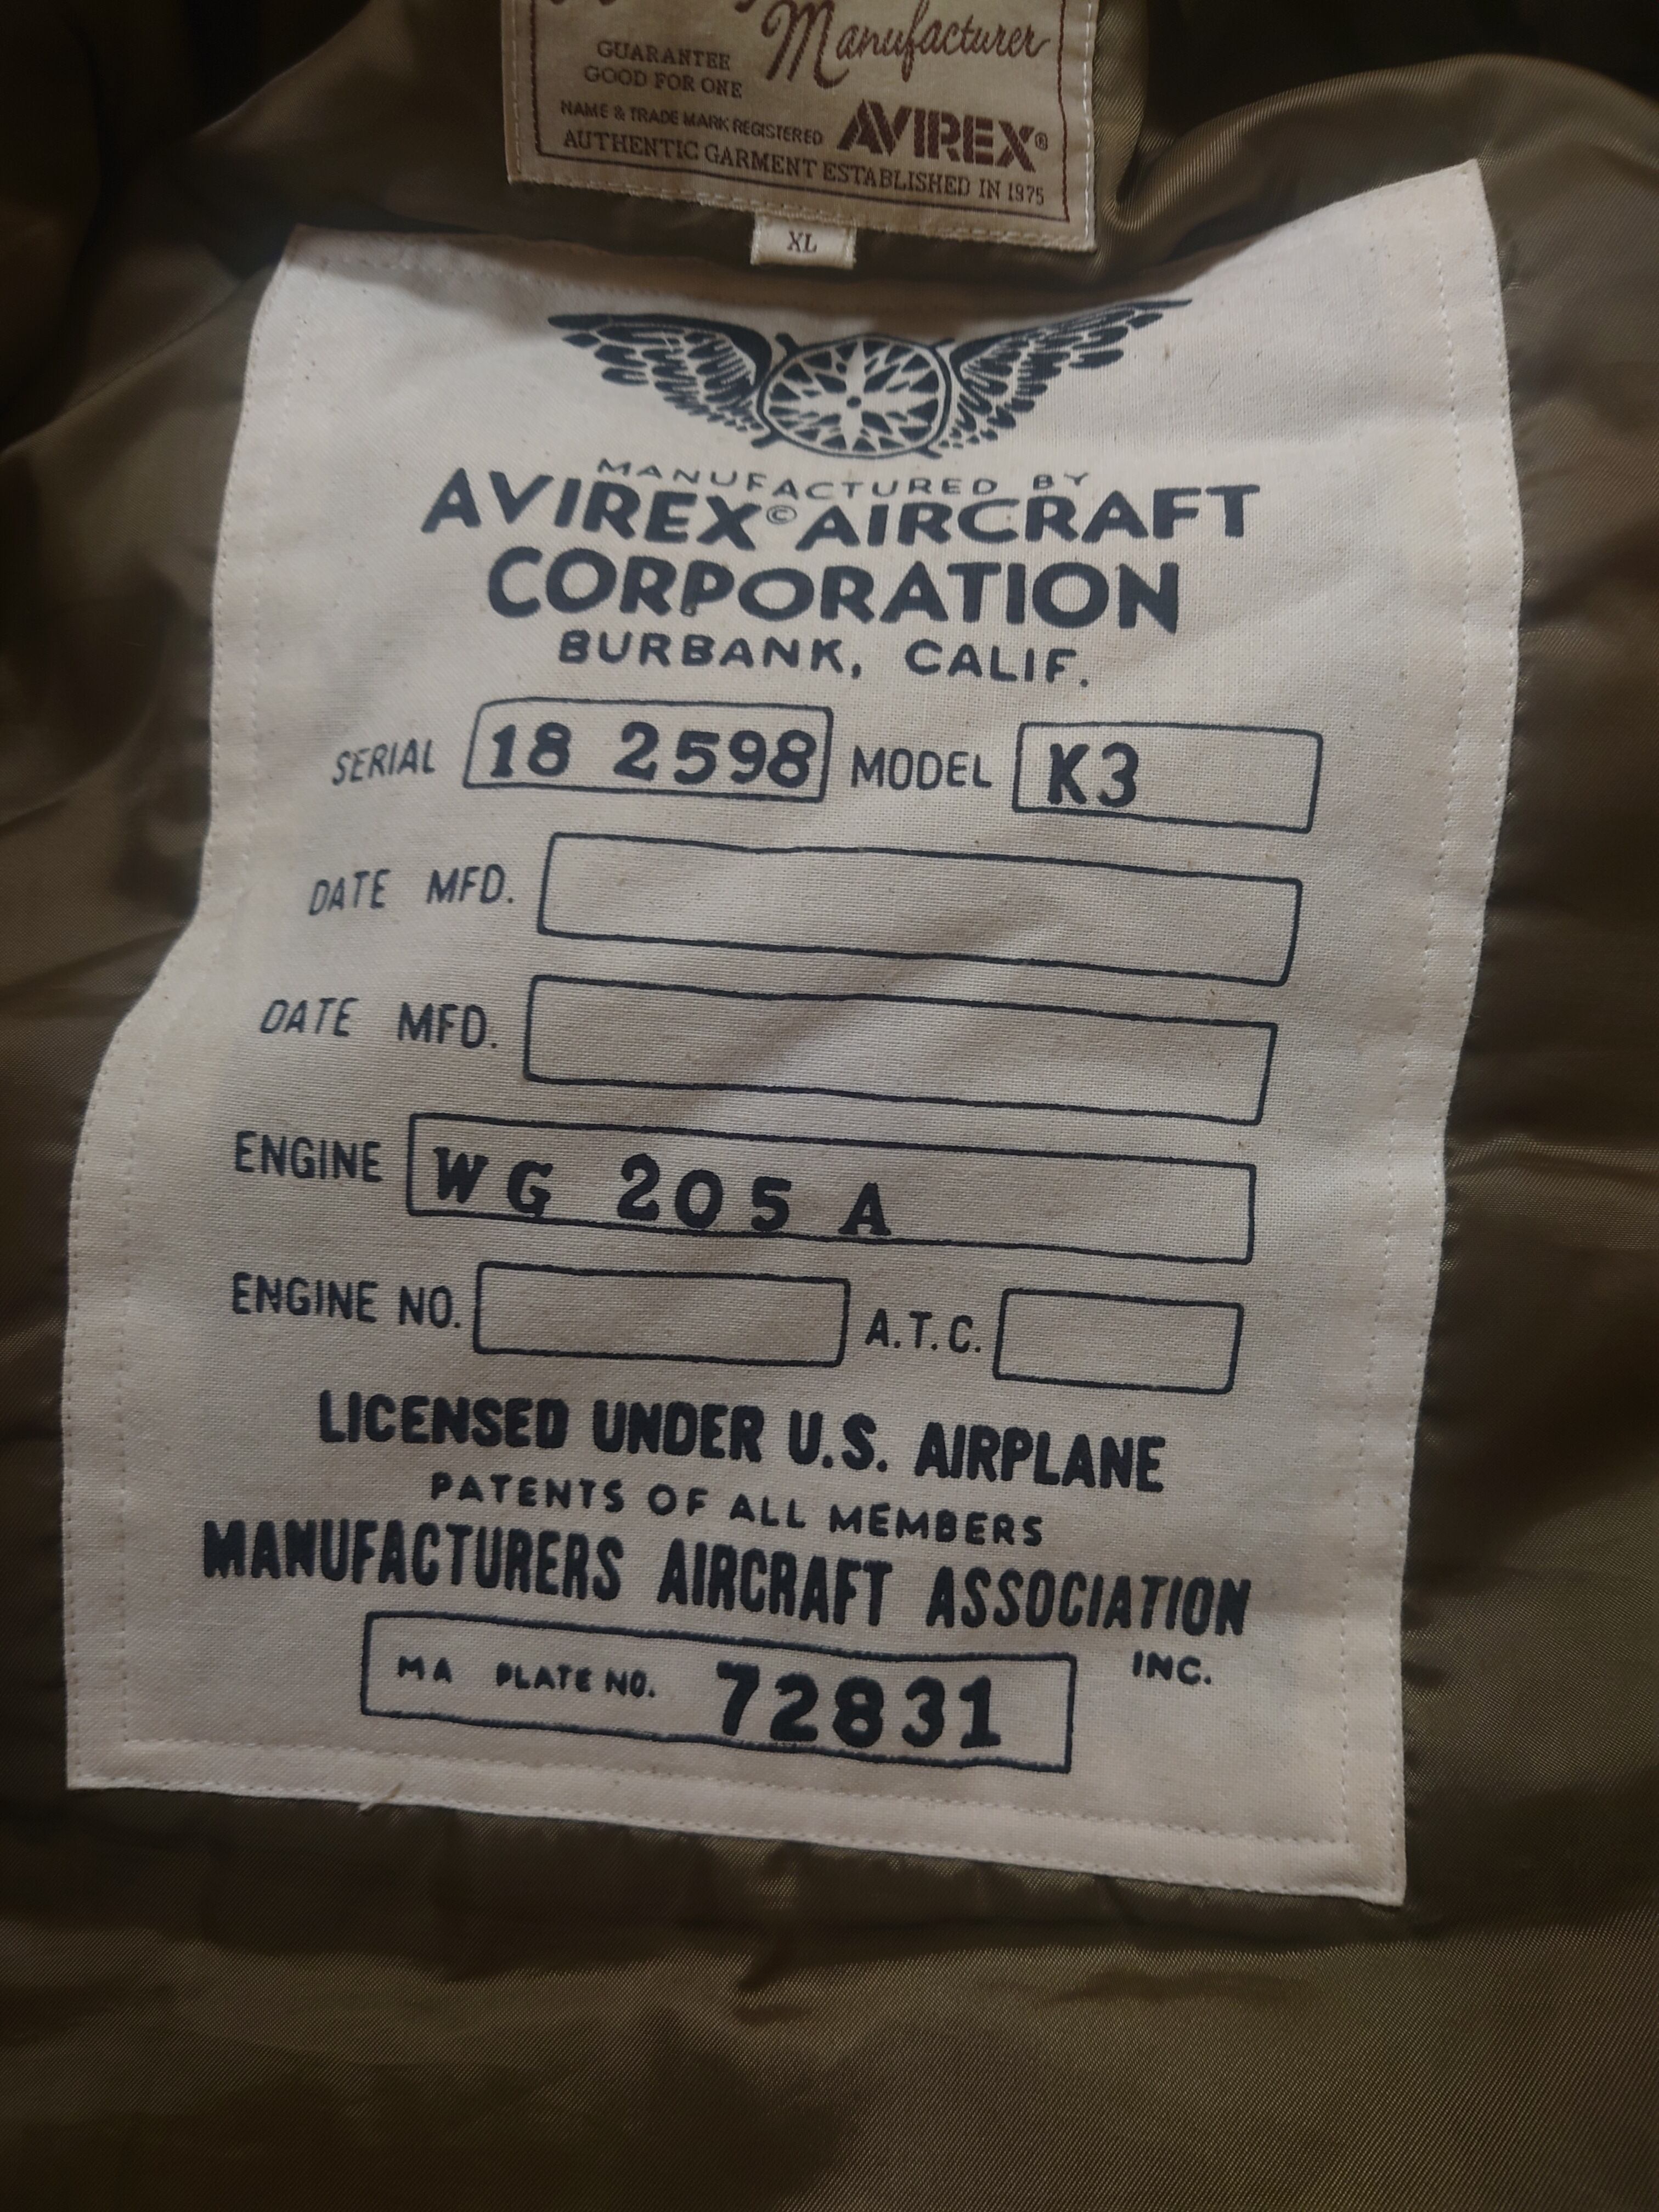 Manufacturer
GUARANTEE
GOOD FOR ONE
NAME & TRADE MARK REGISTERED AVIREX®
AUTHENTIC GARMENT ESTABLISHED IN 1975
XL
MANUFACTURED BY
AVIREX© AIRCRAFT
CORPORATION
BURBANK, CALIF.
SERIAL 18 2598 MODEL K3
DATE MFD.
DATE MFD.
ENGINE WG 205 A
ENGINE NO. A.T.C.
LICENSED UNDER U.S. AIRPLANE
PATENTS OF ALL MEMBERS
MANUFACTURERS AIRCRAFT ASSOCIATION
INC.
MA PLATE NO. 72831